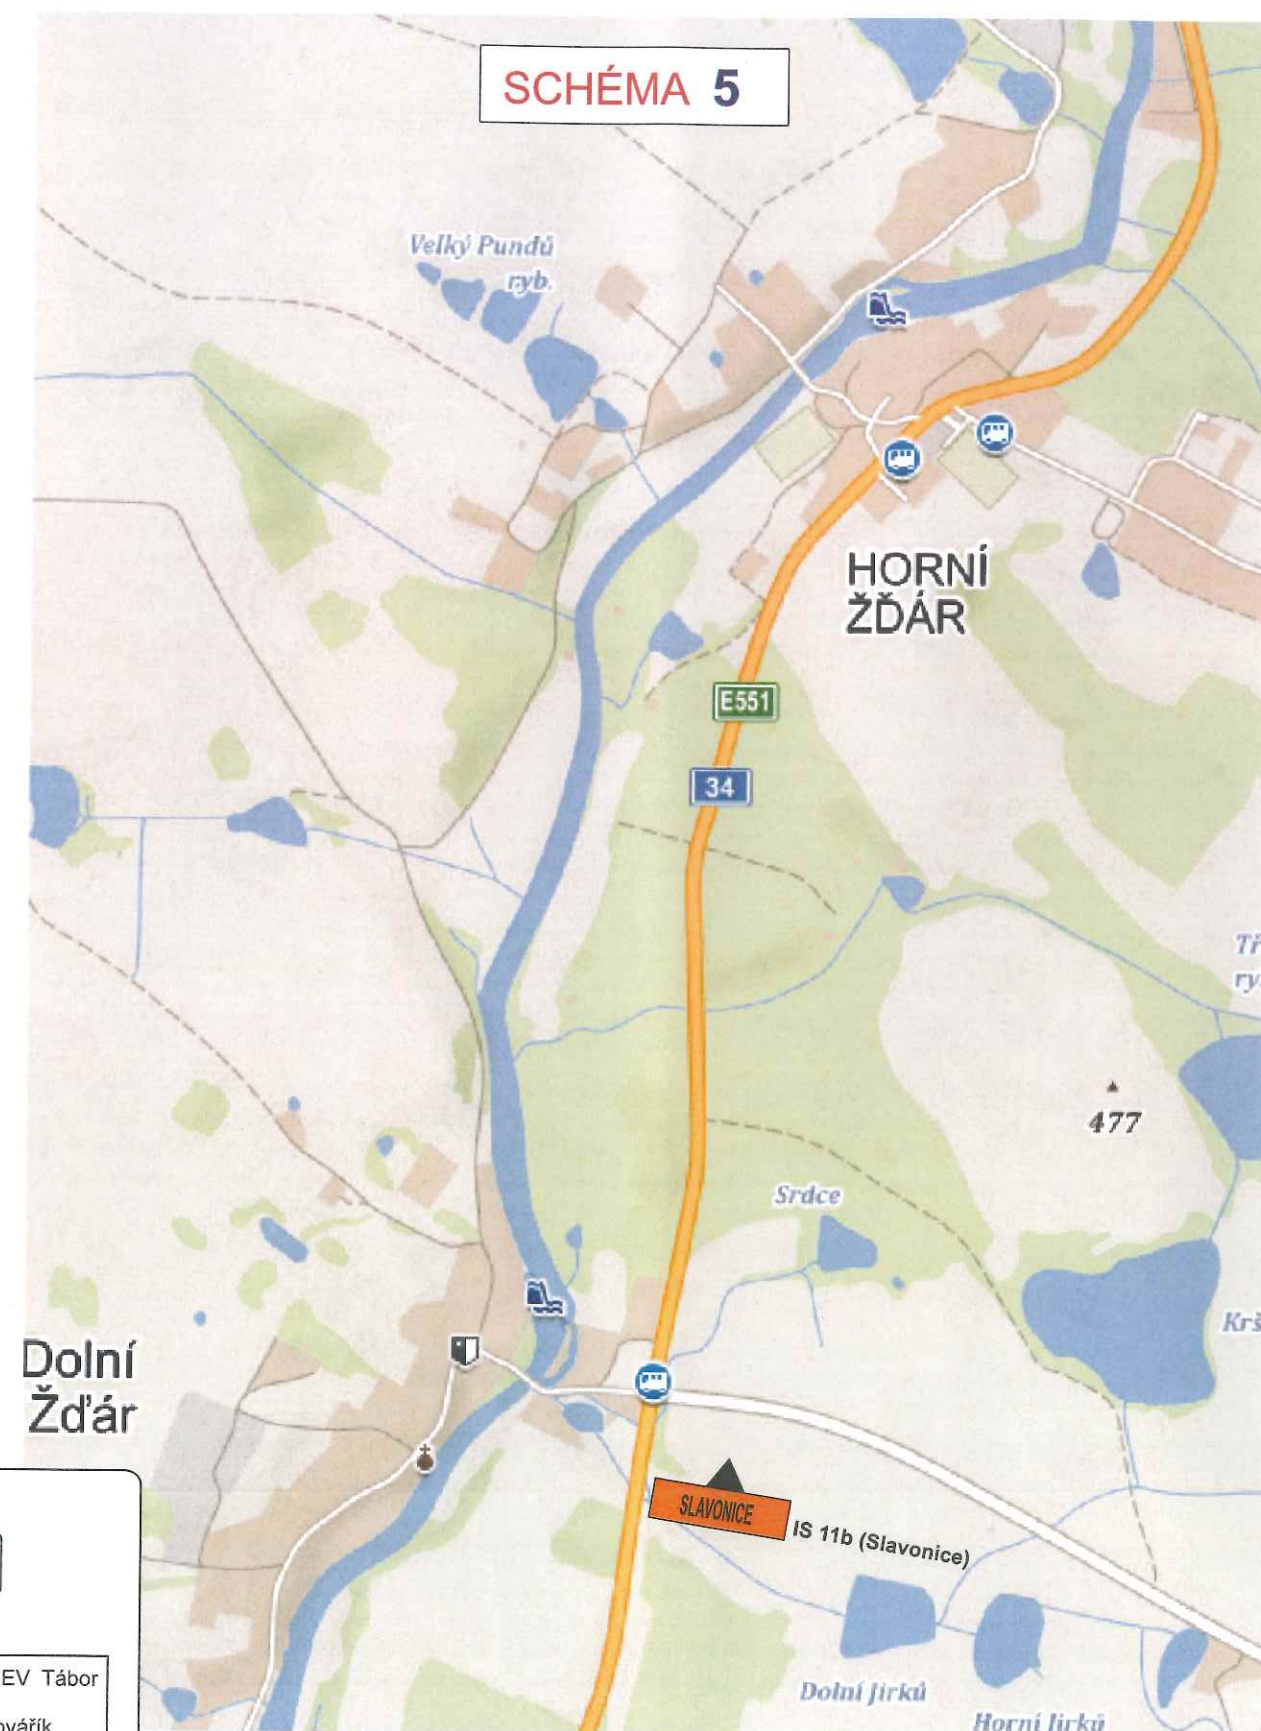 SCHÉMA 5
Velký Pundů
ryb.
HORNÍ
ŽĎÁR
E551
34
477
Srdce
Dolní
Žďár
SLAVONICE
IS 11b (Slavonice)
EV Tábor
Dolní Jirků
Horní Jirků